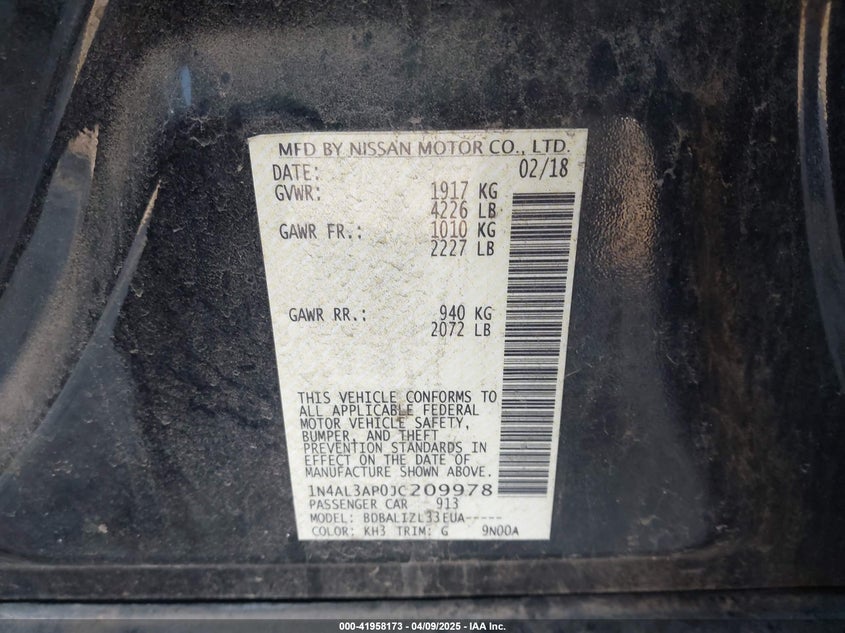 MFD BY NISSAN MOTOR CO., LTD.
DATE: 02/18
GVWR: 1917 KG
4226 LB
GAWR FR.: 1010 KG
2227 LB
GAWR RR.: 940 KG
2072 LB
THIS VEHICLE CONFORMS TO
ALL APPLICABLE FEDERAL
MOTOR VEHICLE SAFETY,
BUMPER, AND THEFT
PREVENTION STANDARDS IN
EFFECT ON THE DATE OF
MANUFACTURE SHOWN ABOVE.
1N4AL3AP0JC209978
PASSENGER CAR 913
MODEL: BDBALIZL33EUA-----
COLOR: KH3 TRIM: G 9N00A
000-41958173 | 04/09/2025 — IAA Inc.